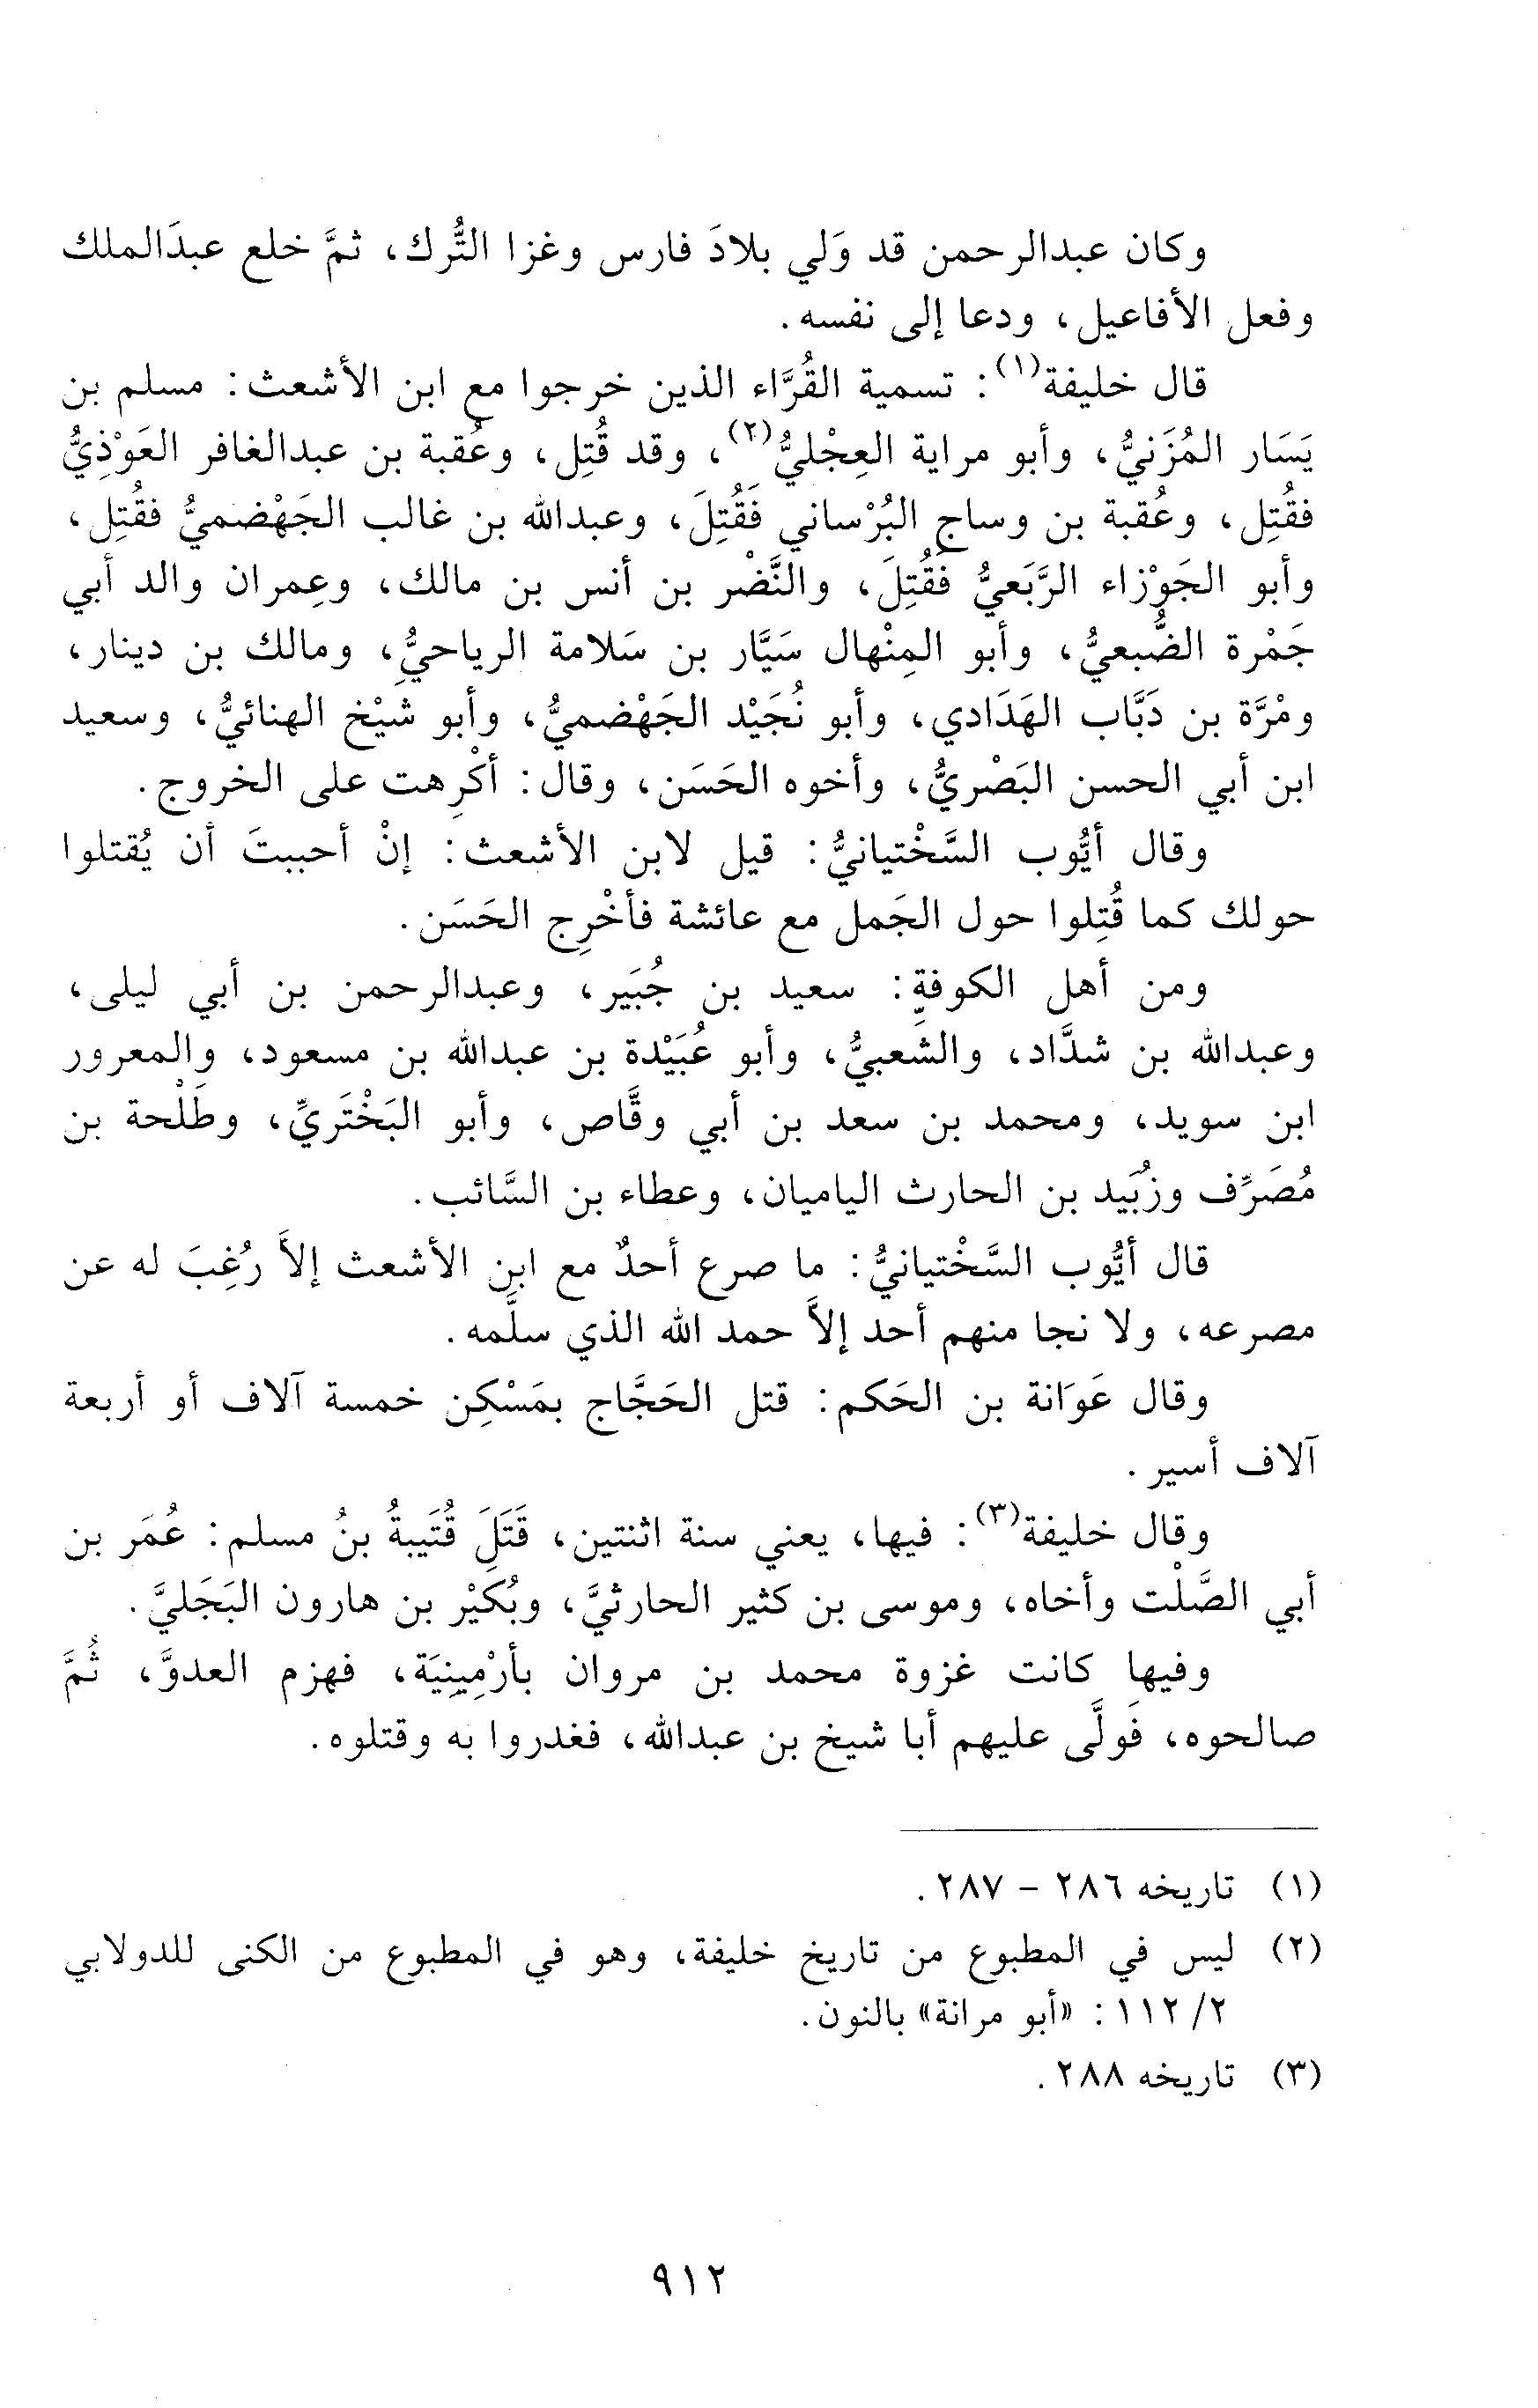 وكان عبدالرحمن قد وَلي بلادَ فارس وغزا التُّرك، ثمَّ خلع عبدَالملك
وفعل الأفاعيل، ودعا إلى نفسه.
قال خليفة(١): تسمية القُرَّاء الذين خرجوا مع ابن الأشعث: مسلم بن
يَسَار المُزَنيُّ، وأبو مراية العِجْليُّ(٢)، وقد قُتِل، وعُقبة بن عبدالغافر العَوْذِيُّ
فقُتِل، وعُقبة بن وساج البُرْساني فَقُتِلَ، وعبدالله بن غالب الجَهْضميُّ فقُتِل،
وأبو الجَوْزاء الرَّبَعيُّ فَقُتِلَ، والنَّضْر بن أنس بن مالك، وعِمران والد أبي
جَمْرة الضُّبعيُّ، وأبو المِنْهال سَيَّار بن سَلامة الرياحيُّ، ومالك بن دينار،
ومْرَّة بن دَبَّاب الهَدَادي، وأبو نُجَيْد الجَهْضميُّ، وأبو شَيْخ الهنائيُّ، وسعيد
ابن أبي الحسن البَصْريُّ، وأخوه الحَسَن، وقال: أكْرِهت على الخروج.
وقال أيُّوب السَّخْتيانيُّ: قيل لابن الأشعث: إنْ أحببتَ أن يُقتلوا
حولك كما قُتِلوا حول الجَمل مع عائشة فأخْرِج الحَسَن.
ومن أهل الكوفةِ: سعيد بن جُبَير، وعبدالرحمن بن أبي ليلى،
وعبدالله بن شدَّاد، والشَعبيُّ، وأبو عُبَيْدة بن عبدالله بن مسعود، والمعرور
ابن سويد، ومحمد بن سعد بن أبي وقَّاص، وأبو البَخْتَريِّ، وطَلْحة بن
مُصَرِّف وزبَُيد بن الحارث الياميان، وعطاء بن السَّائب.
قال أيُّوب السَّخْتيانيُّ: ما صرع أحدٌ مع ابن الأشعث إلاَّ رُغِبَ له عن
مصرعه، ولا نجا منهم أحد إلاَّ حمد الله الذي سلَّمه.
وقال عَوَانة بن الحَكم: قتل الحَجَّاج بمَسْكِن خمسة آلاف أو أربعة
آلاف أسير.
وقال خليفة(٣): فيها، يعني سنة اثنتين، قَتَلَ قُتَيبةُ بنُ مسلم: عُمَر بن
أبي الصَّلْت وأخاه، وموسى بن كثير الحارثيَّ، وبُكَيْر بن هارون البَجَليَّ.
وفيها كانت غزوة محمد بن مروان بأرْمِينِيَة، فهزم العدوَّ، ثُمَّ
صالحوه، فَولَّى عليهم أبا شيخ بن عبدالله، فغدروا به وقتلوه.
(١) تاريخه ٢٨٦ - ٢٨٧.
(٢) ليس في المطبوع من تاريخ خليفة، وهو في المطبوع من الكنى للدولابي
٢/ ١١٢: «أبو مرانة» بالنون.
(٣) تاريخه ٢٨٨.
٩١٢